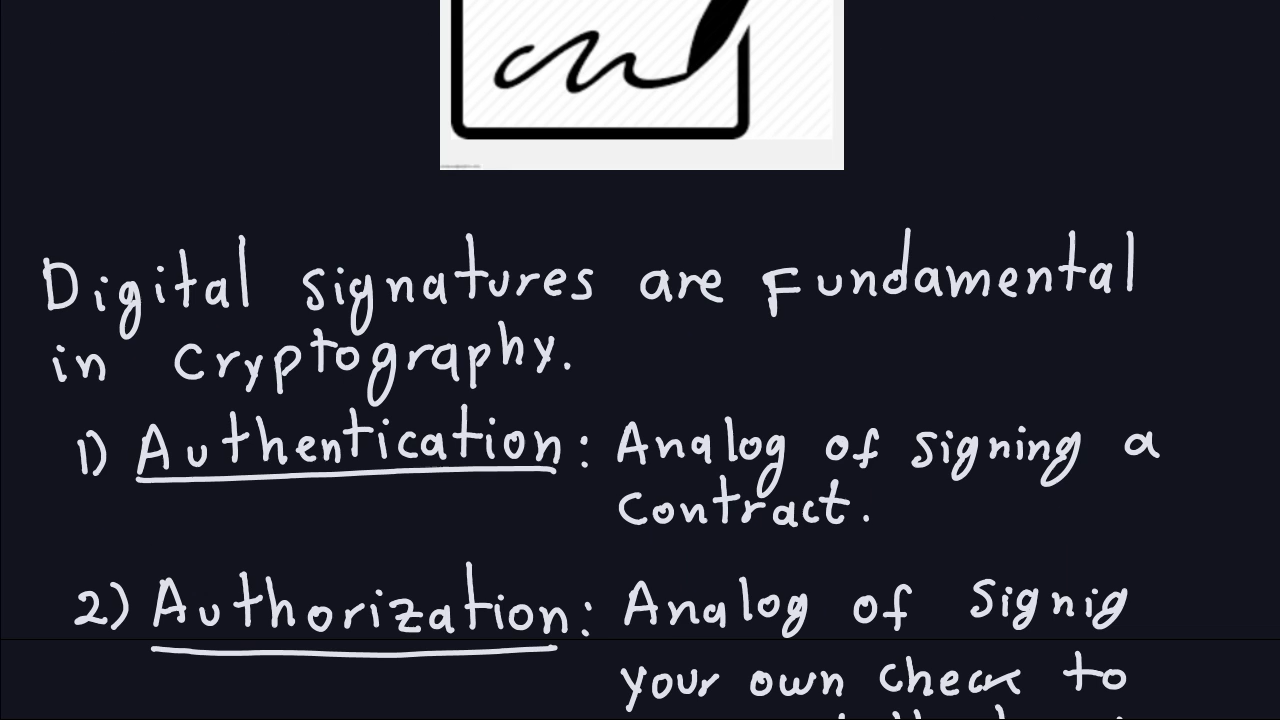 Digital signatures are Fundamental
in Cryptography.
1) Authentication: Analog of signing a
Contract.
2) Authorization: Analog of Signig
your own check to